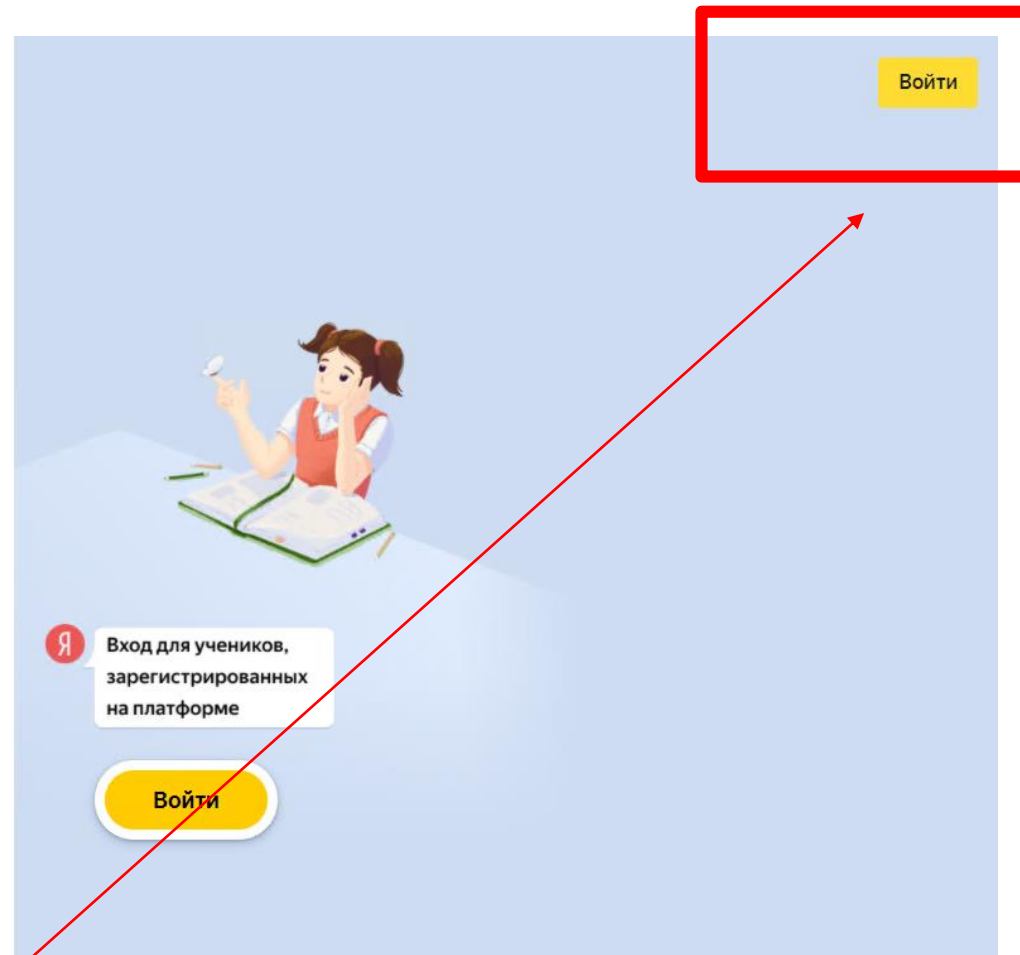 Войти
Я
Вход для учеников,
зарегистрированных
на платформе
Войти